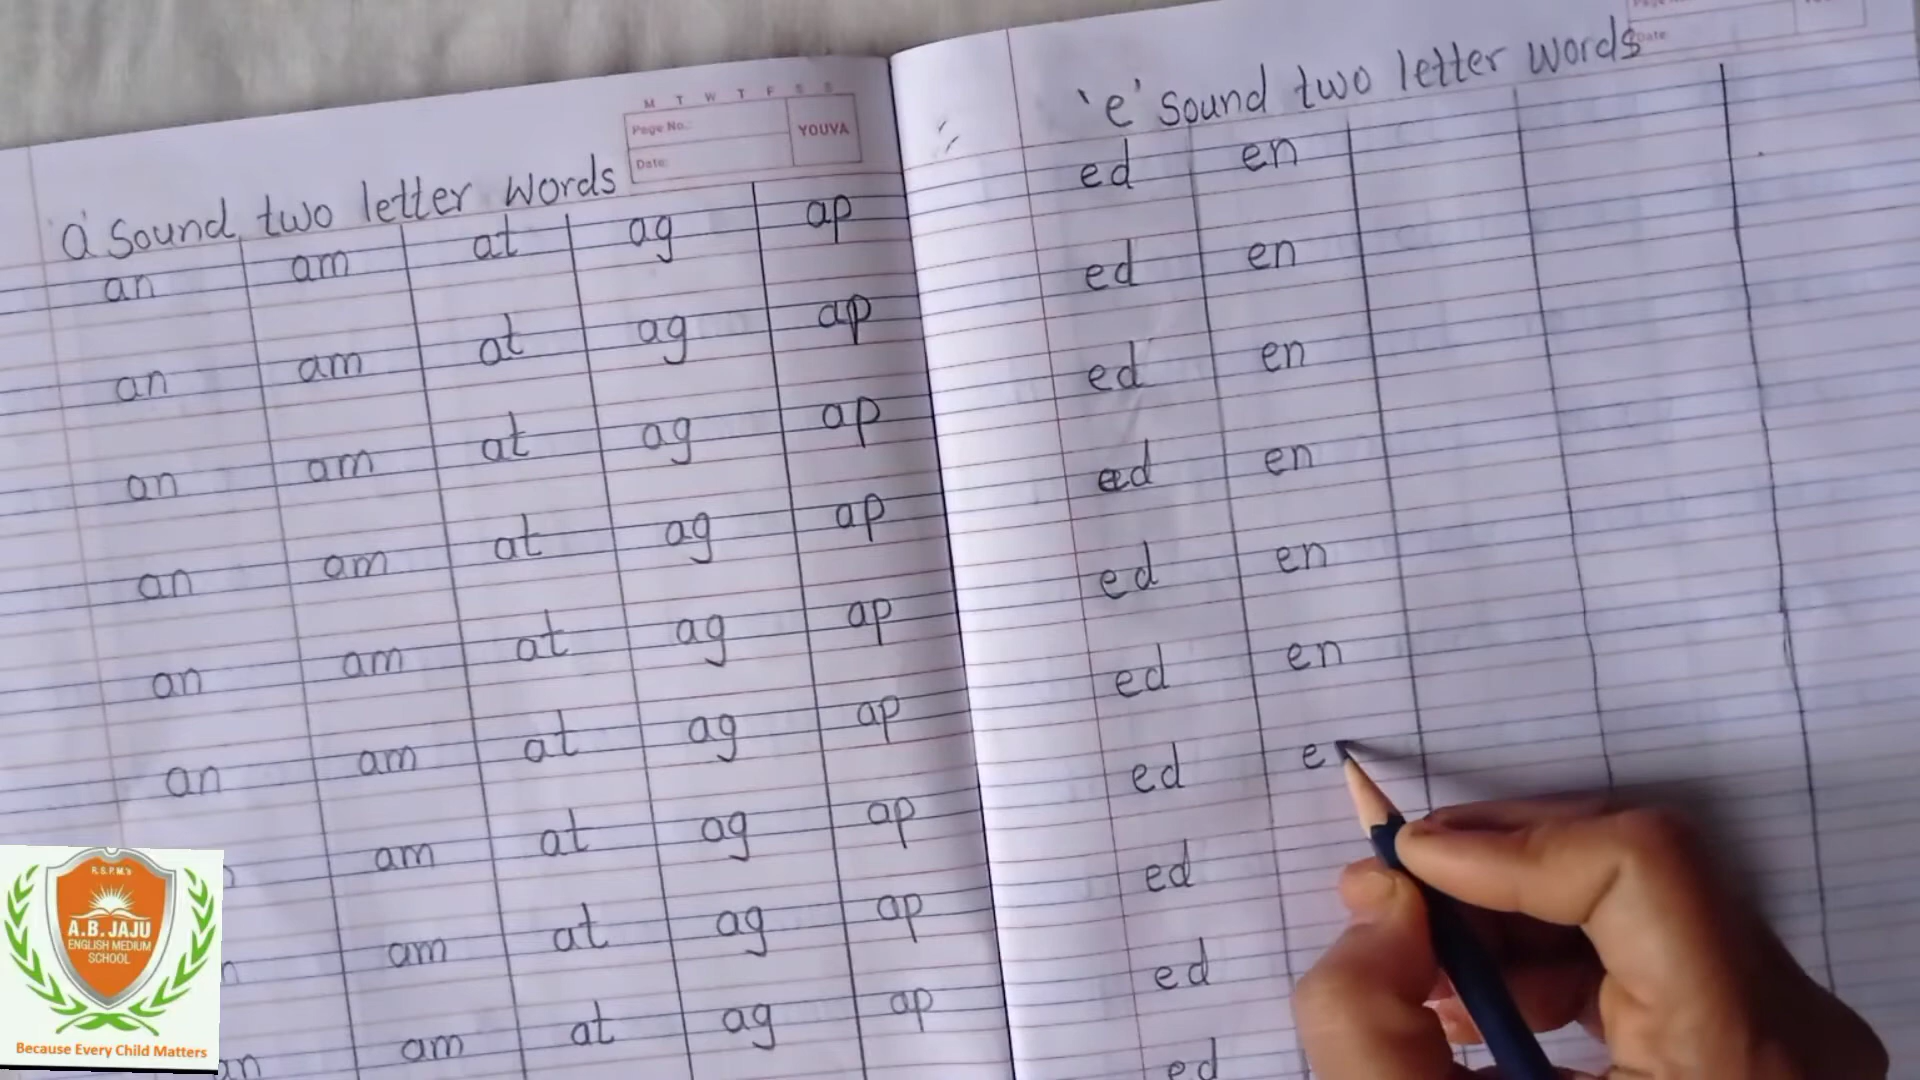 M T W T F S S
Page No.:
YOUVA
Date:
'a' sound two letter words
an am at ag ap
an am at ag ap
an am at ag ap
an am at ag ap
an am at ag ap
an am at ag ap
am at ag ap
am at ag ap
an am at ag ap
Date
'e' sound two letter words
ed en
ed en
ed en
ed en
ed en
ed en
ed e
ed
ed
ed
R.S.P.M.'s
A.B. JAJU
ENGLISH MEDIUM
SCHOOL
Because Every Child Matters